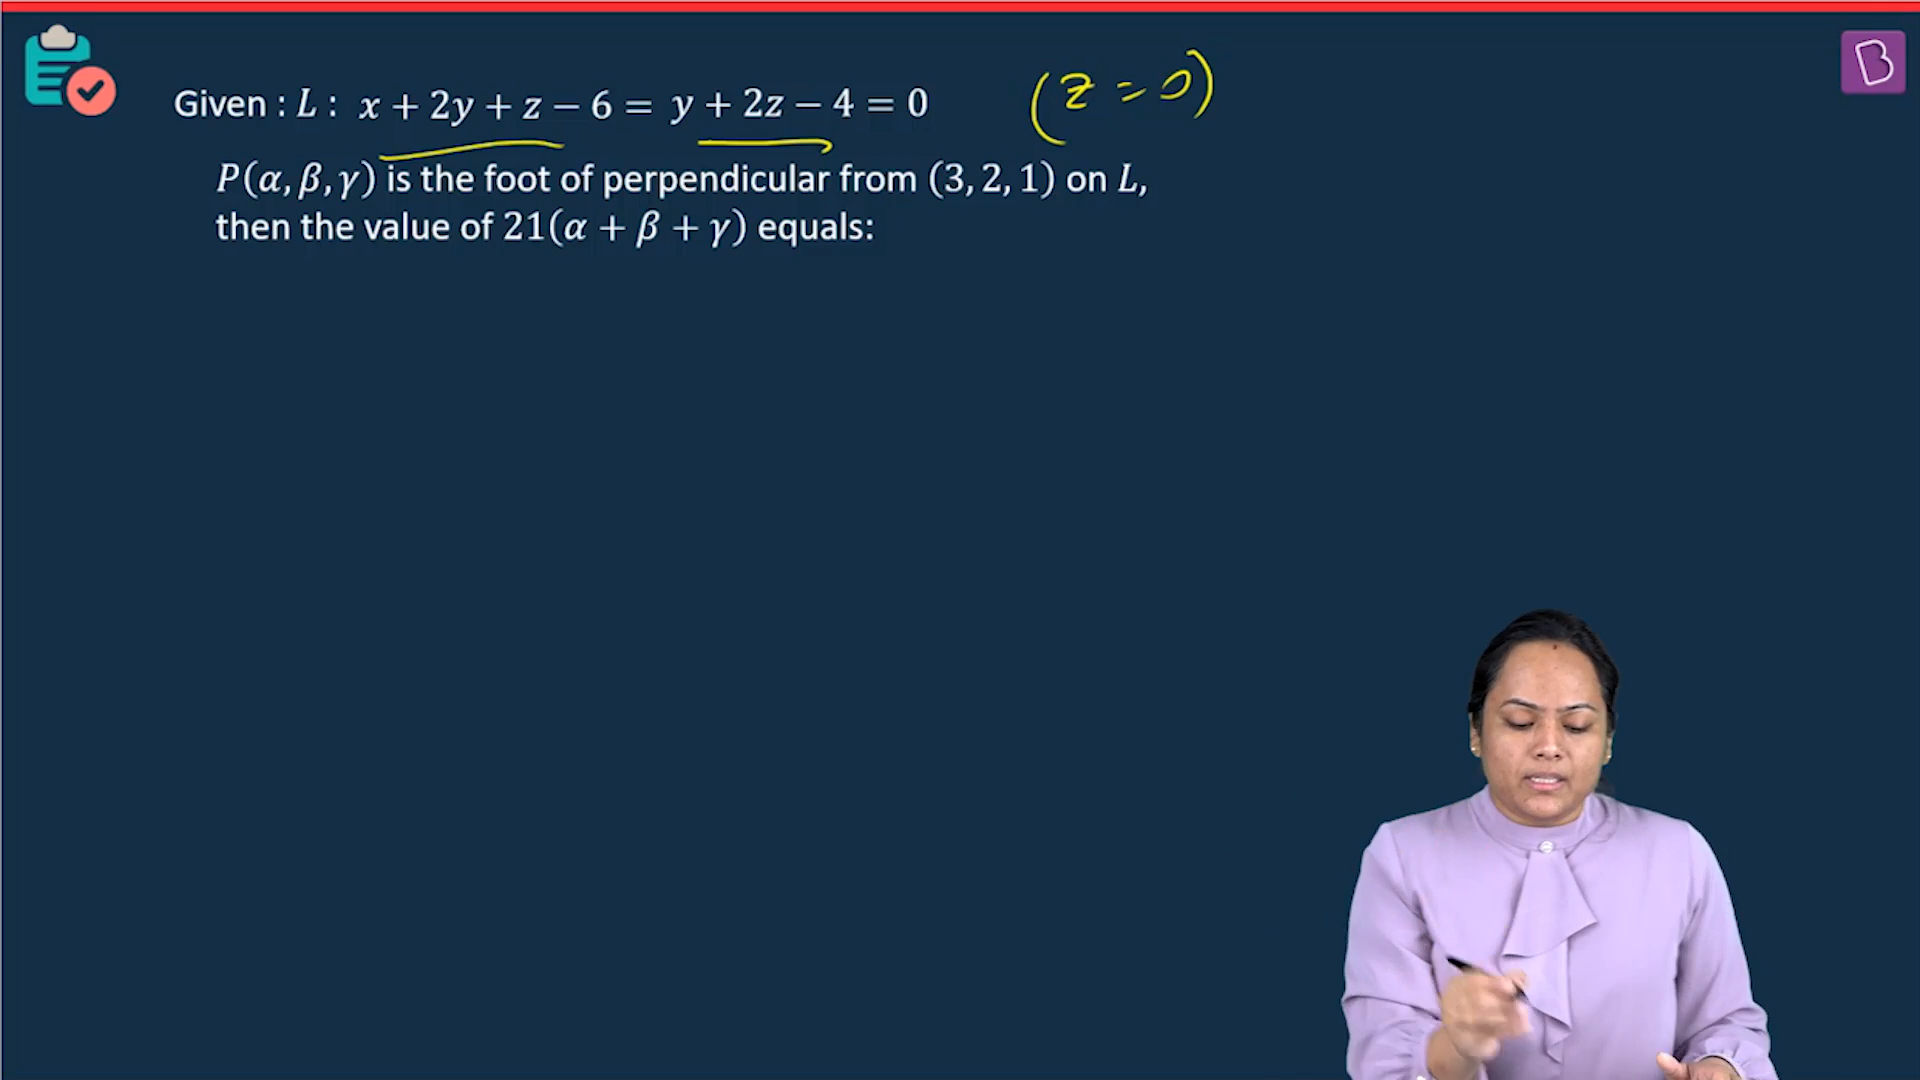 Given : L : x + 2y + z − 6 = y + 2z − 4 = 0
(z = 0)
P(α, β, γ) is the foot of perpendicular from (3, 2, 1) on L,
then the value of 21(α + β + γ) equals:
B